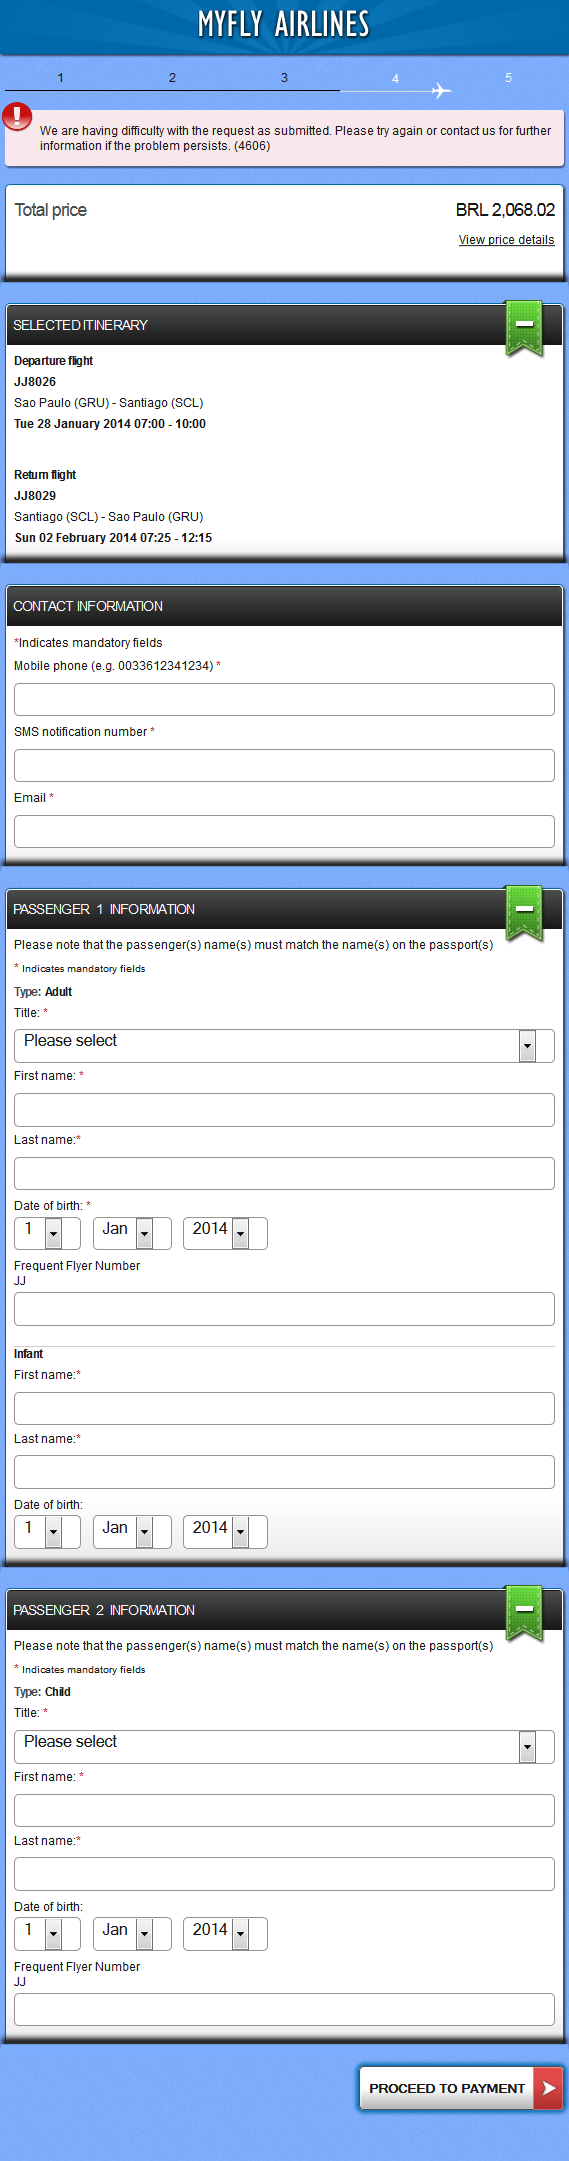 MYFLY AIRLINES
1 2 3 4 5
We are having difficulty with the request as submitted. Please try again or contact us for further
information if the problem persists. (4606)
Total price BRL 2,068.02
View price details
SELECTED ITINERARY
Departure flight
JJ8026
Sao Paulo (GRU) - Santiago (SCL)
Tue 28 January 2014 07:00 - 10:00
Return flight
JJ8029
Santiago (SCL) - Sao Paulo (GRU)
Sun 02 February 2014 07:25 - 12:15
CONTACT INFORMATION
*Indicates mandatory fields
Mobile phone (e.g. 0033612341234) *
SMS notification number *
Email *
PASSENGER 1 INFORMATION
Please note that the passenger(s) name(s) must match the name(s) on the passport(s)
* Indicates mandatory fields
Type: Adult
Title: *
Please select
First name: *
Last name:*
Date of birth: *
1 Jan 2014
Frequent Flyer Number
JJ
Infant
First name:*
Last name:*
Date of birth:
1 Jan 2014
PASSENGER 2 INFORMATION
Please note that the passenger(s) name(s) must match the name(s) on the passport(s)
* Indicates mandatory fields
Type: Child
Title: *
Please select
First name: *
Last name:*
Date of birth:
1 Jan 2014
Frequent Flyer Number
JJ
PROCEED TO PAYMENT